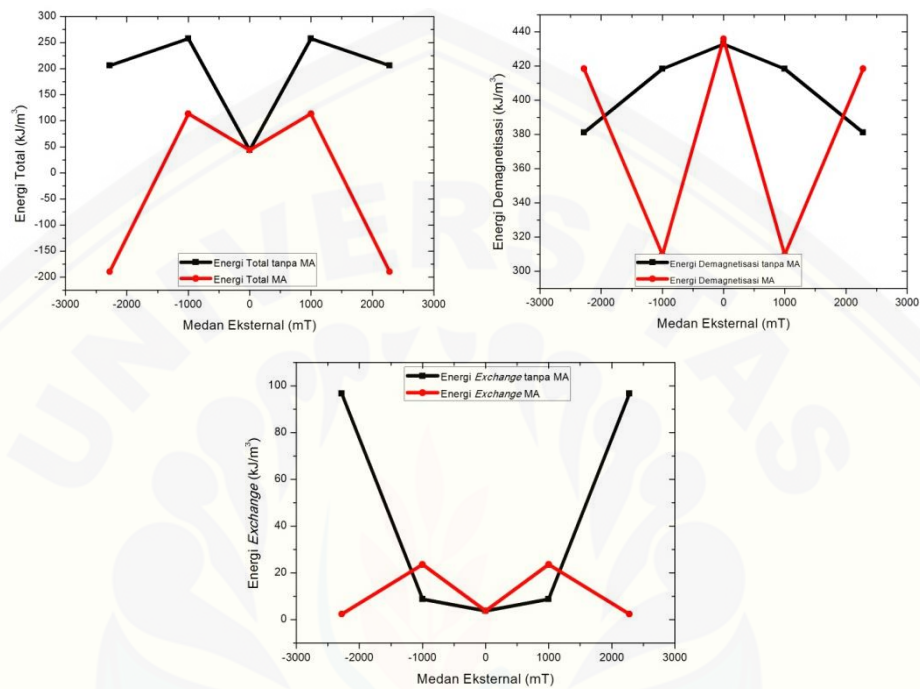 300
250
200
150
100
50
0
-50
-100
-150
-200
Energi Total (kJ/m³)
Energi Total tanpa MA
Energi Total MA
-3000 -2000 -1000 0 1000 2000 3000
Medan Eksternal (mT)
440
420
400
380
360
340
320
300
Energi Demagnetisasi (kJ/m³)
Energi Demagnetisasi tanpa MA
Energi Demagnetisasi MA
-3000 -2000 -1000 0 1000 2000 3000
Medan Eksternal (mT)
100
80
60
40
20
0
Energi Exchange (kJ/m³)
Energi Exchange tanpa MA
Energi Exchange MA
-3000 -2000 -1000 0 1000 2000 3000
Medan Eksternal (mT)
UNIVERSITAS